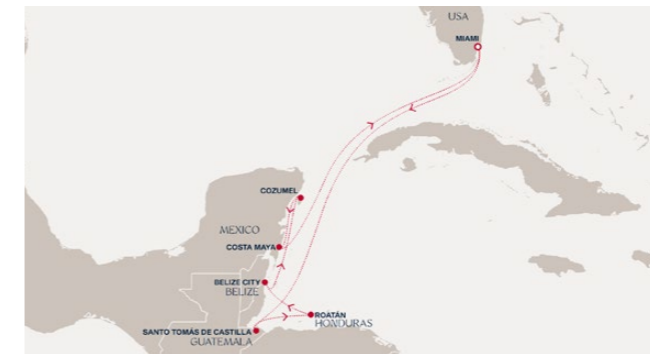 USA
MIAMI
COZUMEL
MEXICO
COSTA MAYA
BELIZE CITY
BELIZE
ROATÁN
HONDURAS
SANTO TOMÁS DE CASTILLA
GUATEMALA